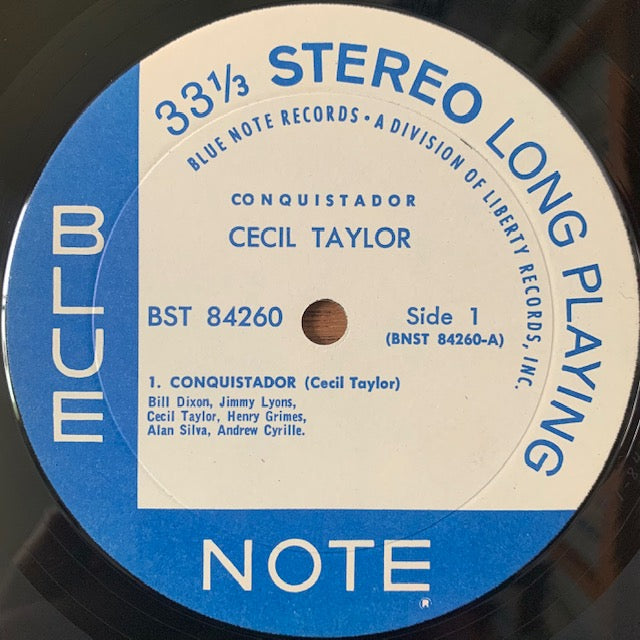 33⅓ STEREO LONG PLAYING
BLUE NOTE RECORDS • A DIVISION OF LIBERTY RECORDS, INC.
CONQUISTADOR
CECIL TAYLOR
BST 84260
Side 1
(BNST 84260-A)
1. CONQUISTADOR (Cecil Taylor)
Bill Dixon, Jimmy Lyons,
Cecil Taylor, Henry Grimes,
Alan Silva, Andrew Cyrille.
BLUE
NOTE®